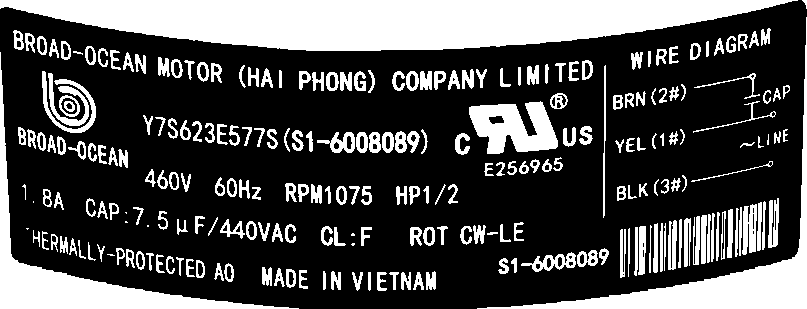 BROAD-OCEAN MOTOR (HAI PHONG) COMPANY LIMITED
BROAD-OCEAN
Y7S623E577S (S1-6008089)
C RU ® US
E256965
460V 60Hz RPM1075 HP1/2
1.8A CAP:7.5μF/440VAC CL:F ROT CW-LE
THERMALLY-PROTECTED AO MADE IN VIETNAM
S1-6008089
WIRE DIAGRAM
BRN (2#)
CAP
YEL (1#)
~LINE
BLK (3#)